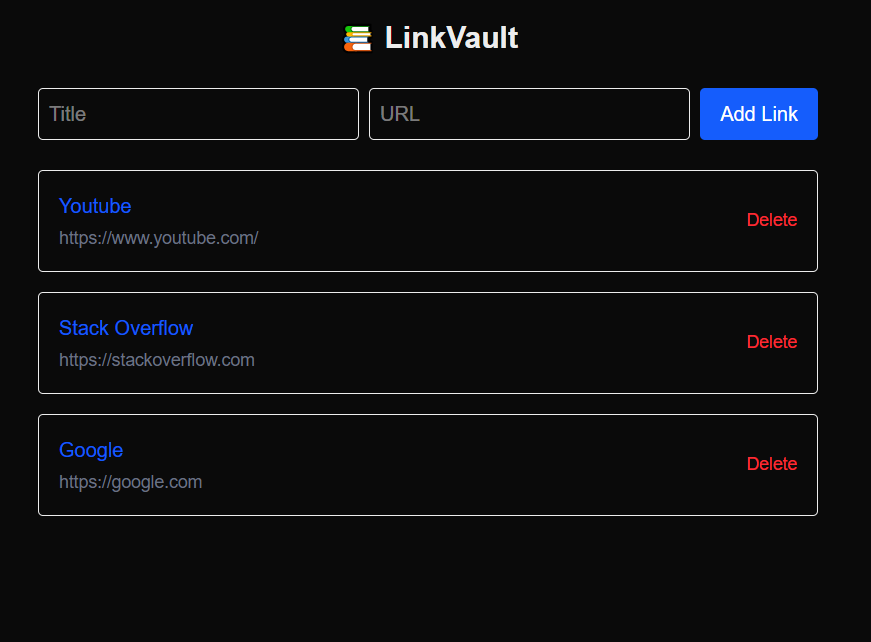 LinkVault
Title
URL
Add Link
Youtube
https://www.youtube.com/
Delete
Stack Overflow
https://stackoverflow.com
Delete
Google
https://google.com
Delete